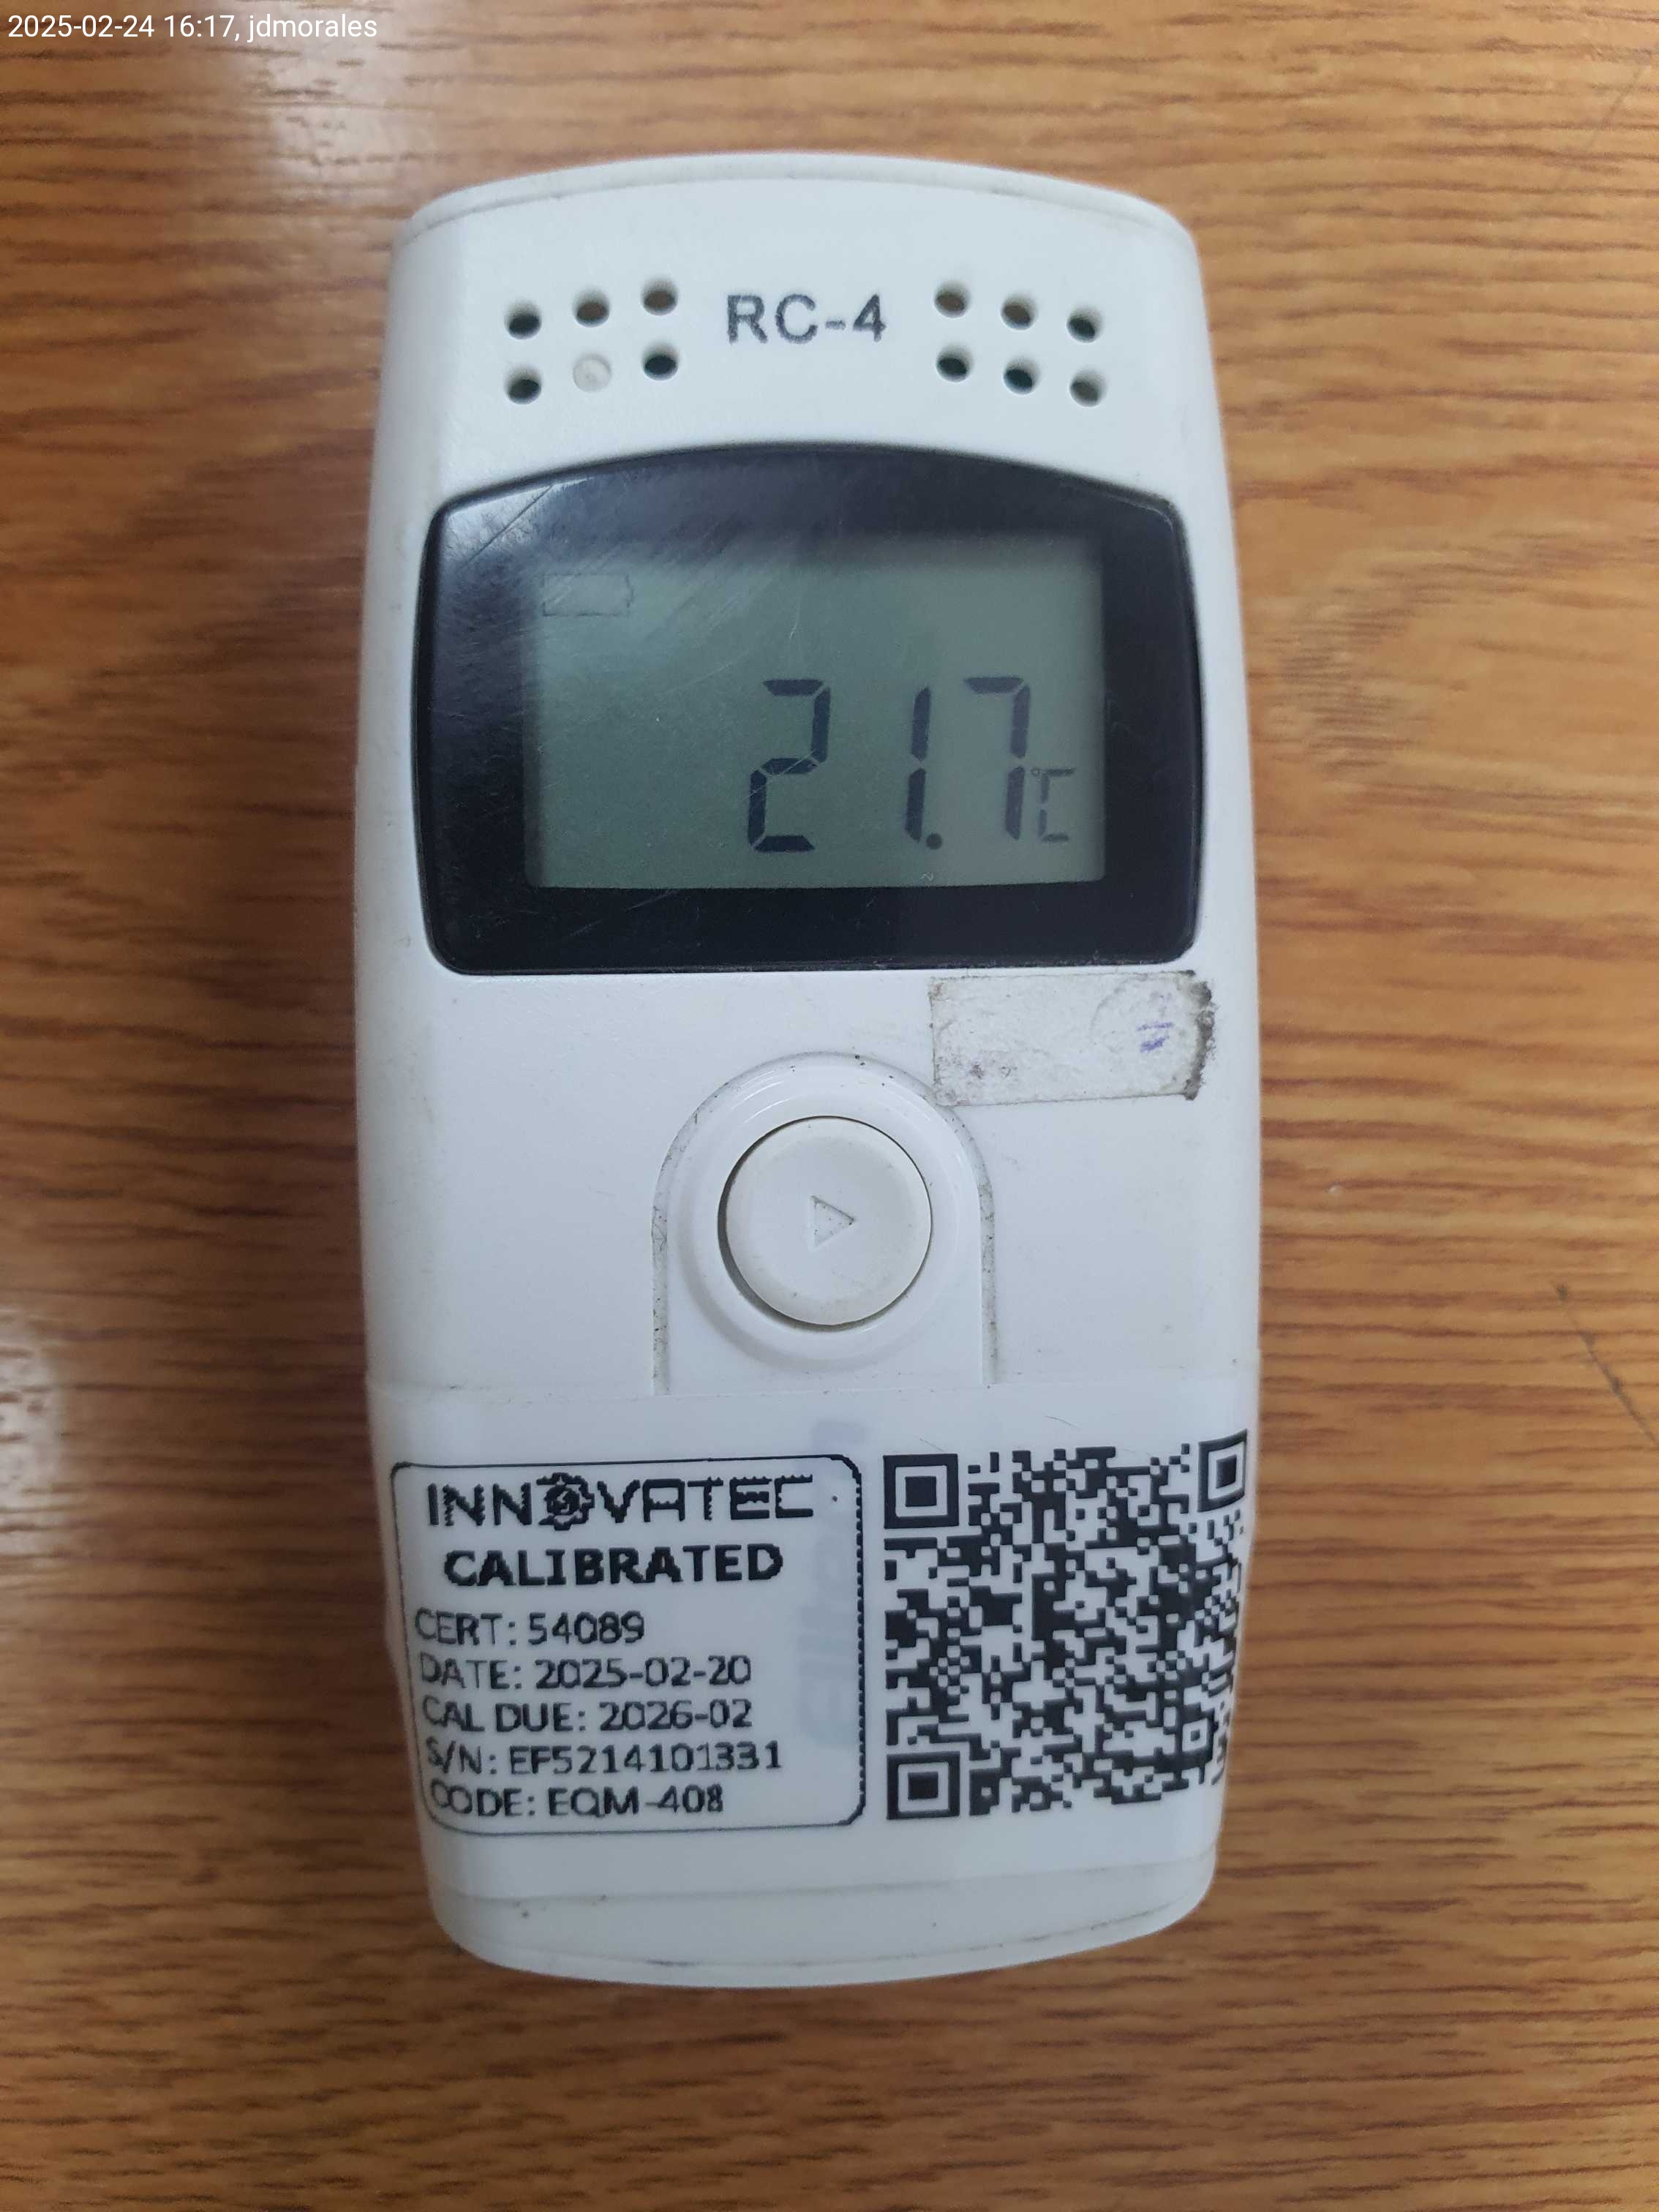 2025-02-24 16:17, jdmorales
RC-4
21.7°C
INNOVATEC
CALIBRATED
CERT: 54089
DATE: 2025-02-20
CAL DUE: 2026-02
S/N: EF5214101331
CODE: EQM-408